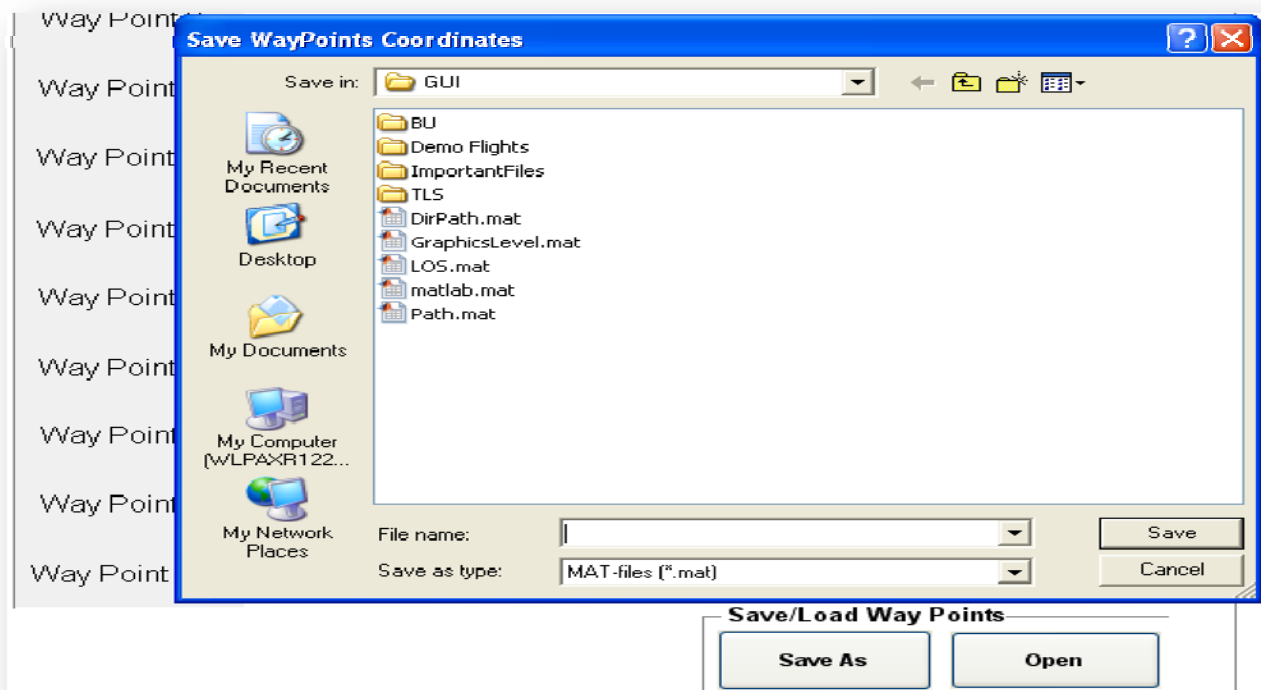 Way Point
Save WayPoints Coordinates
Way Point
Save in:
GUI
BU
Demo Flights
ImportantFiles
TLS
DirPath.mat
GraphicsLevel.mat
LOS.mat
matlab.mat
Path.mat
My Recent
Documents
Desktop
My Documents
My Computer
(WLPAXR122...
My Network
Places
Way Point
Way Point
Way Point
Way Point
Way Point
Way Point
Way Point
File name:
Save
Save as type:
MAT-files (*.mat)
Cancel
Save/Load Way Points
Save As
Open